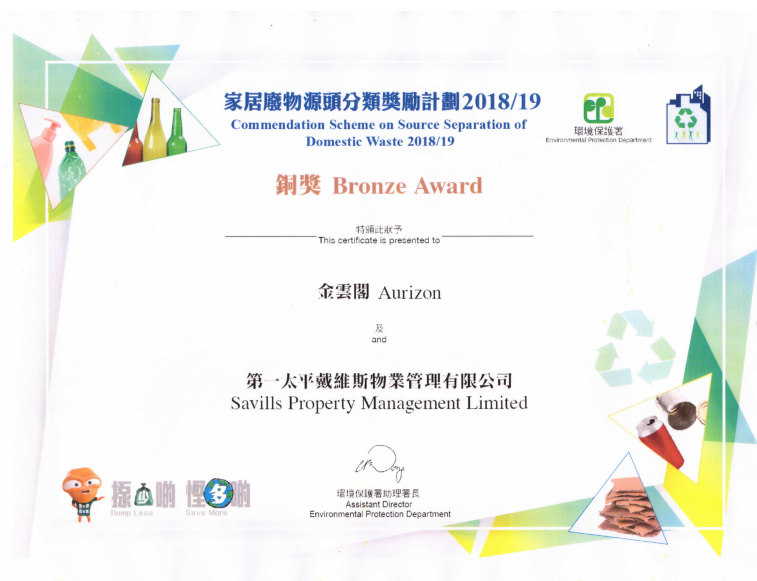 家居廢物源頭分類獎勵計劃2018/19
Commendation Scheme on Source Separation of
Domestic Waste 2018/19
epd
環境保護署
Environmental Protection Department
銅獎 Bronze Award
特頒此狀予
This certificate is presented to
金雲閣 Aurizon
及
and
第一太平戴維斯物業管理有限公司
Savills Property Management Limited
環境保護署助理署長
Assistant Director
Environmental Protection Department
揼少啲 慳多啲
Dump Less Save More